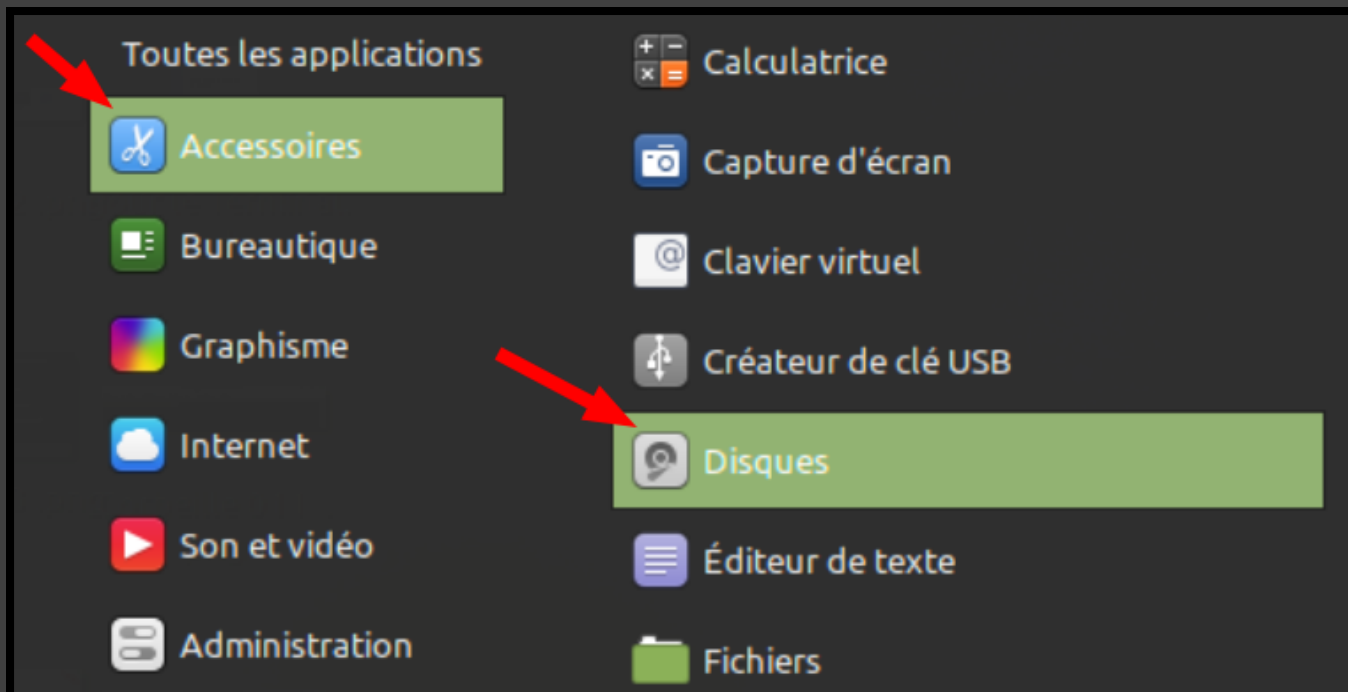 Toutes les applications
Accessoires
Bureautique
Graphisme
Internet
Son et vidéo
Administration
Calculatrice
Capture d'écran
Clavier virtuel
Créateur de clé USB
Disques
Éditeur de texte
Fichiers